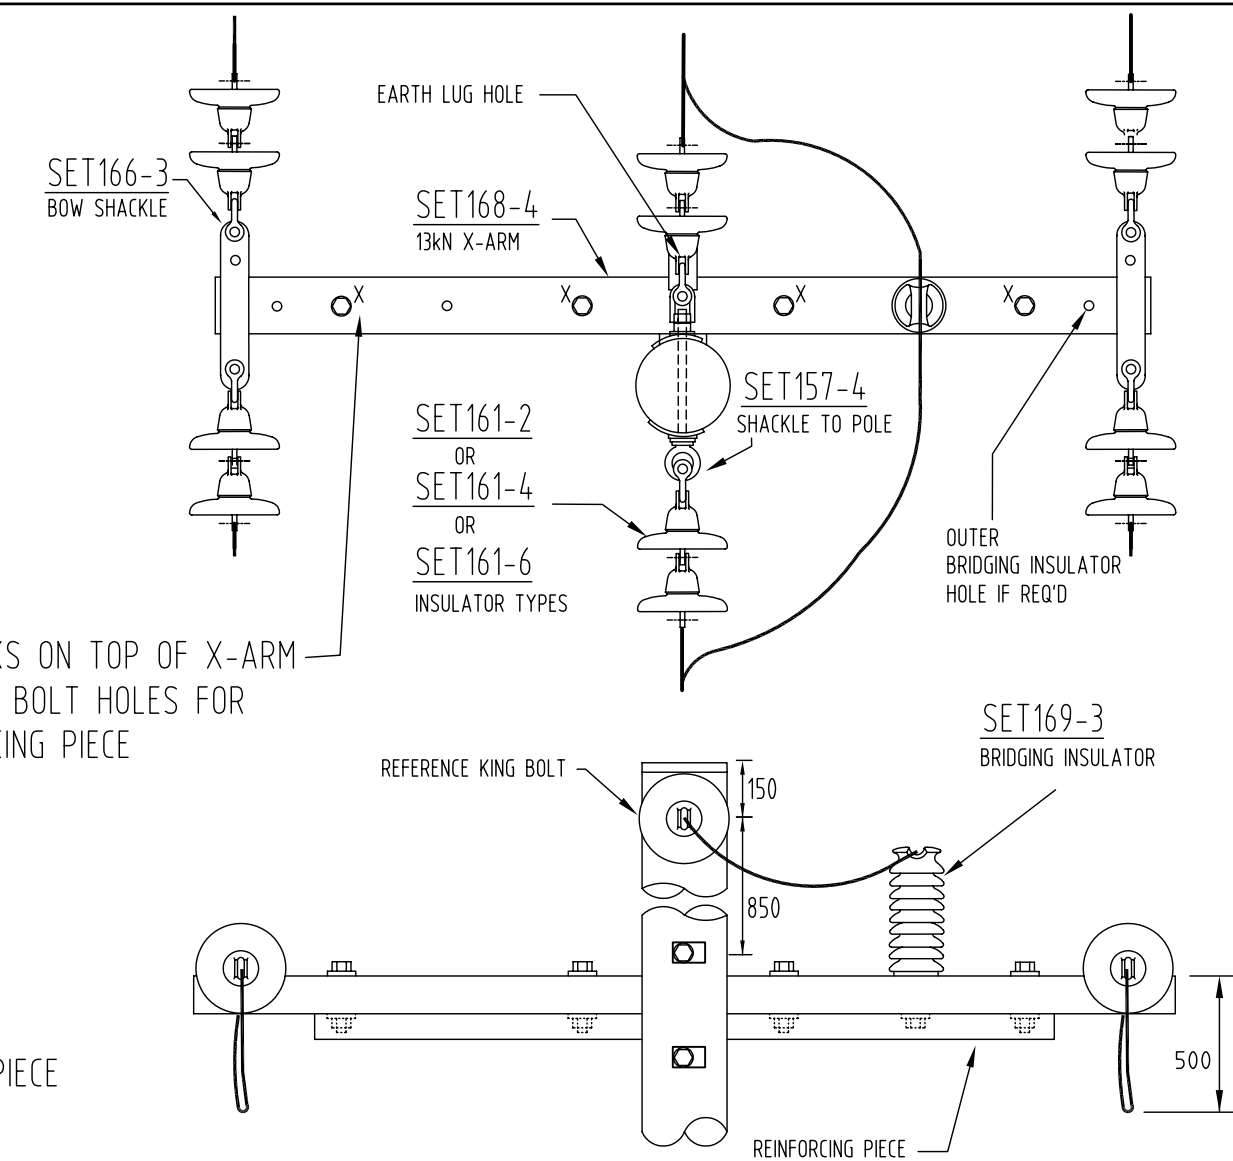 EARTH LUG HOLE
SET166-3
BOW SHACKLE
SET168-4
13kN X-ARM
X
X
X
X
SET157-4
SHACKLE TO POLE
SET161-2
OR
SET161-4
OR
SET161-6
INSULATOR TYPES
OUTER
BRIDGING INSULATOR
HOLE IF REQ'D
KS ON TOP OF X-ARM
BOLT HOLES FOR
ING PIECE
SET169-3
BRIDGING INSULATOR
REFERENCE KING BOLT
150
850
500
PIECE
REINFORCING PIECE